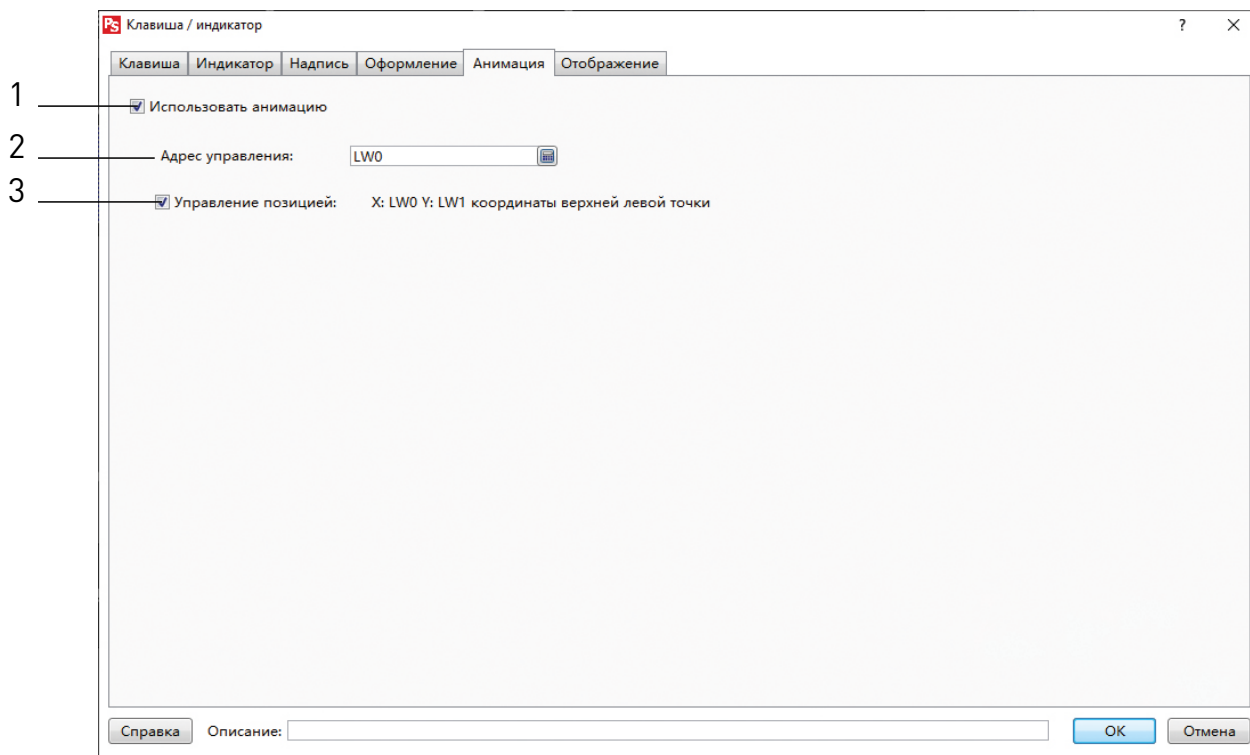 PS Клавиша / индикатор ? ×
Клавиша Индикатор Надпись Оформление Анимация Отображение
1 Использовать анимацию
2 Адрес управления: LW0
3 Управление позицией: X: LW0 Y: LW1 координаты верхней левой точки
Справка Описание: OK Отмена